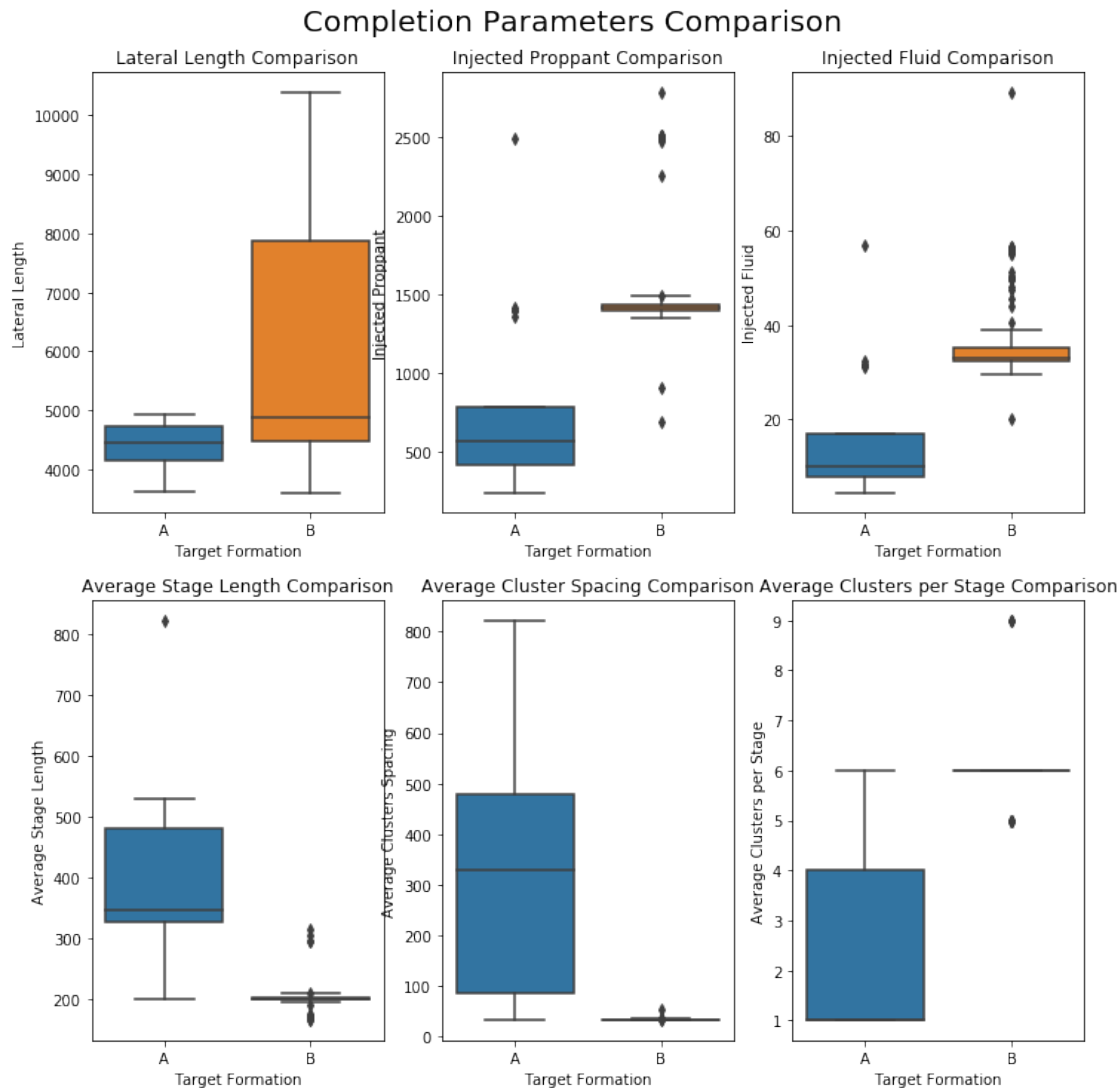 Completion Parameters Comparison
Lateral Length Comparison
Lateral Length
10000
9000
8000
7000
6000
5000
4000
A
B
Target Formation
Injected Proppant Comparison
Injected Proppant
2500
2000
1500
1000
500
A
B
Target Formation
Injected Fluid Comparison
Injected Fluid
80
60
40
20
A
B
Target Formation
Average Stage Length Comparison
Average Stage Length
800
700
600
500
400
300
200
A
B
Target Formation
Average Cluster Spacing Comparison
Average Clusters Spacing
800
700
600
500
400
300
200
100
0
A
B
Target Formation
Average Clusters per Stage Comparison
Average Clusters per Stage
9
8
7
6
5
4
3
2
1
A
B
Target Formation